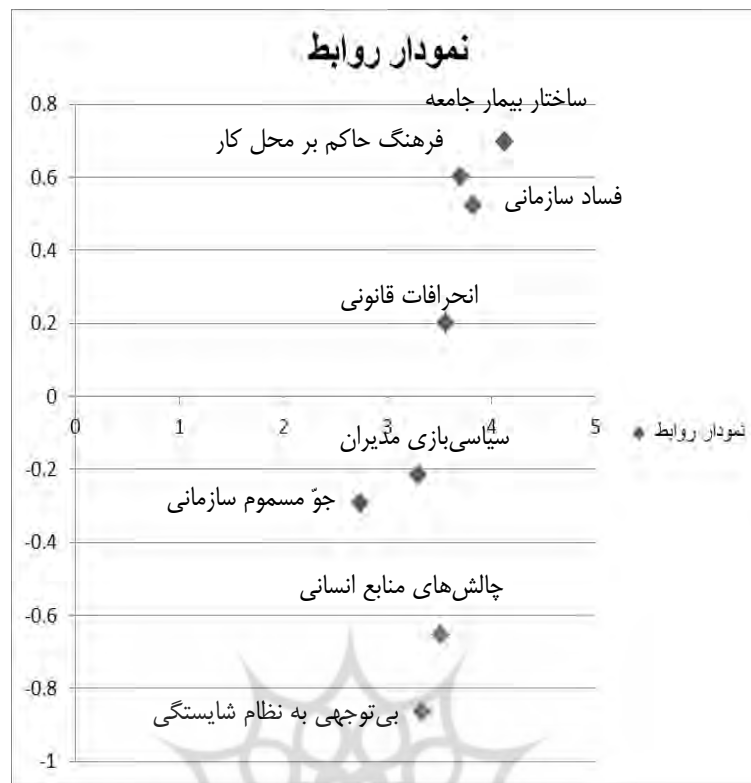 نمودار روابط
ساختار بیمار جامعه
0.8
فرهنگ حاکم بر محل کار
0.6
فساد سازمانی
0.4
انحرافات قانونی
0.2
0
0 1 2 3 4 5
سیاسی‌بازی مدیران
نمودار روابط
-0.2
جوّ مسموم سازمانی
-0.4
چالش‌های منابع انسانی
-0.6
-0.8
بی‌توجهی به نظام شایستگی
-1